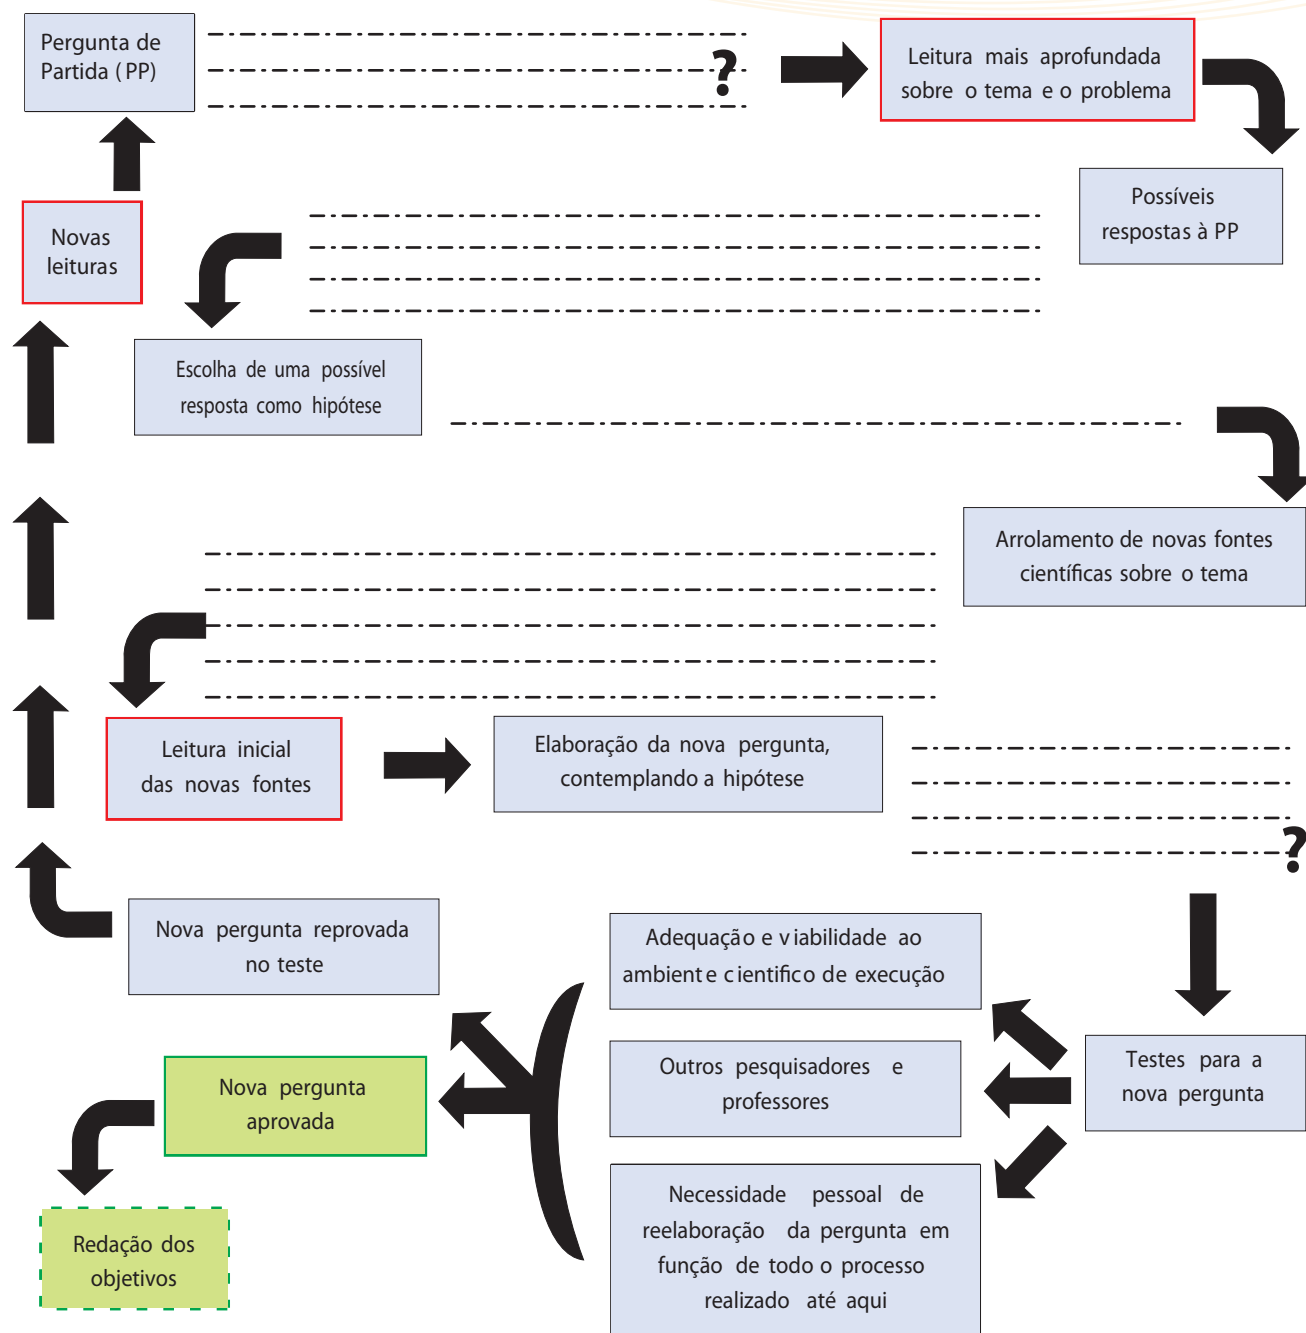 Pergunta de
Partida (PP)
?
Leitura mais aprofundada
sobre o tema e o problema
Possíveis
respostas à PP
Novas
leituras
Escolha de uma possível
resposta como hipótese
Arrolamento de novas fontes
científicas sobre o tema
Leitura inicial
das novas fontes
Elaboração da nova pergunta,
contemplando a hipótese
?
Nova pergunta reprovada
no teste
Adequação e viabilidade ao
ambiente cientifico de execução
Outros pesquisadores e
professores
Testes para a
nova pergunta
Nova pergunta
aprovada
Necessidade pessoal de
reelaboração da pergunta em
função de todo o processo
realizado até aqui
Redação dos
objetivos